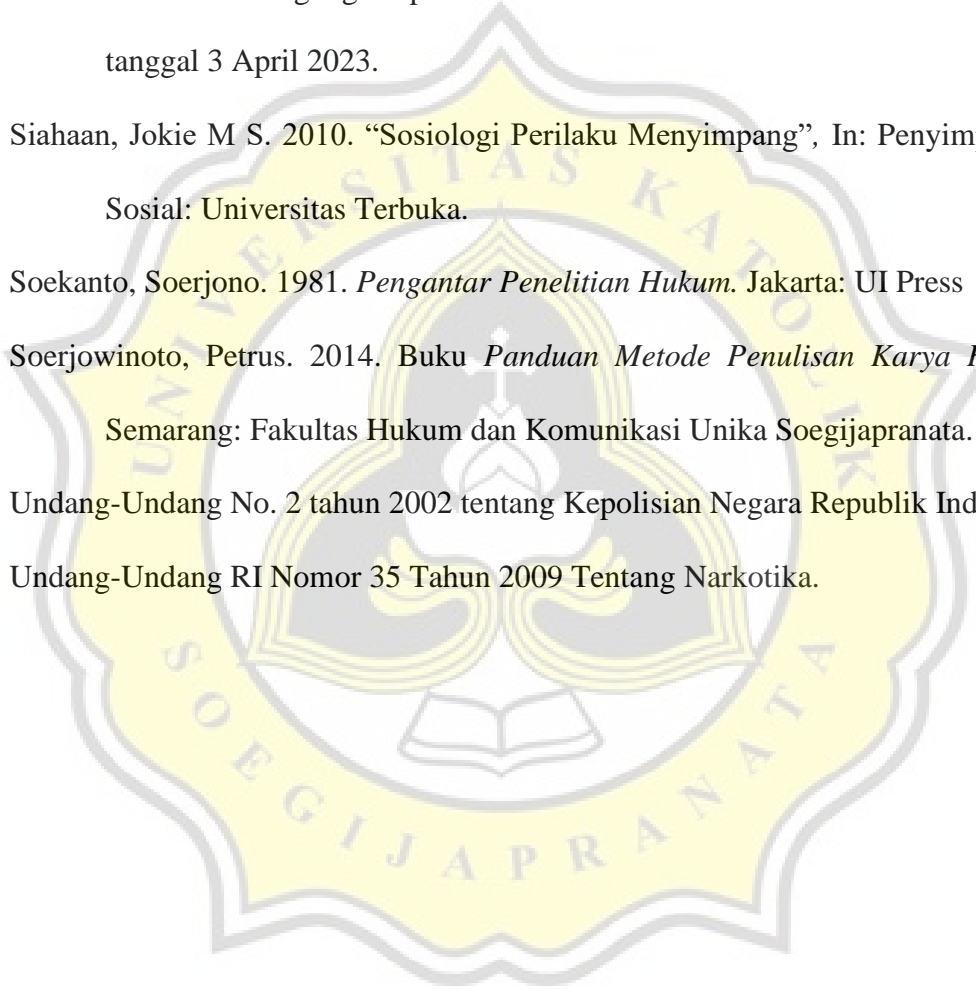 tanggal 3 April 2023.
Siahaan, Jokie M S. 2010. “Sosiologi Perilaku Menyimpang”, In: 
Sosial: Universitas Terbuka.
Soekanto, Soerjono. 1981. Pengantar Penelitian Hukum. Jakarta: UI Press
Soerjowinoto, Petrus. 2014. Buku Panduan Metode Penulisan Karya
Semarang: Fakultas Hukum dan Komunikasi Unika Soegijapranata.
Undang-Undang No. 2 tahun 2002 tentang Kepolisian Negara Republik
Undang-Undang RI Nomor 35 Tahun 2009 Tentang Narkotika.
UNIVERSITAS KATOLIK
SOEGIJAPRANATA